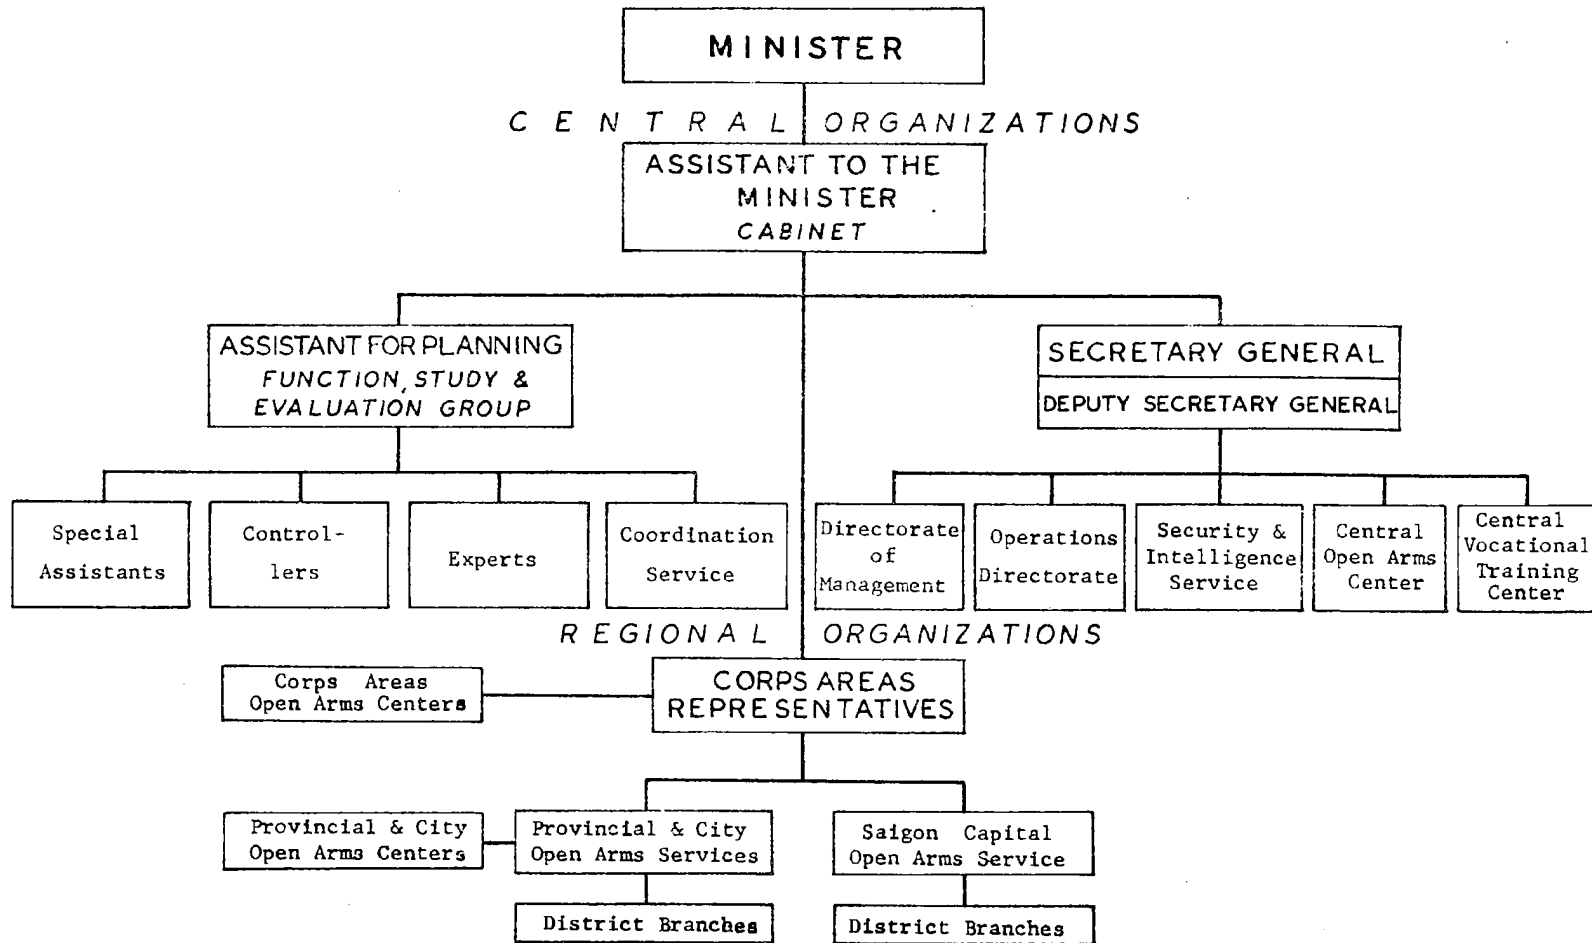 MINISTER
CENTRAL ORGANIZATIONS
ASSISTANT TO THE
MINISTER
CABINET
ASSISTANT FOR PLANNING
FUNCTION, STUDY &
EVALUATION GROUP
SECRETARY GENERAL
DEPUTY SECRETARY GENERAL
Special
Assistants
Control-
lers
Experts
Coordination
Service
Directorate
of
Management
Operations
Directorate
Security &
Intelligence
Service
Central
Open Arms
Center
Central
Vocational
Training
Center
REGIONAL ORGANIZATIONS
Corps Areas
Open Arms Centers
CORPS AREAS
REPRESENTATIVES
Provincial & City
Open Arms Centers
Provincial & City
Open Arms Services
Saigon Capital
Open Arms Service
District Branches
District Branches